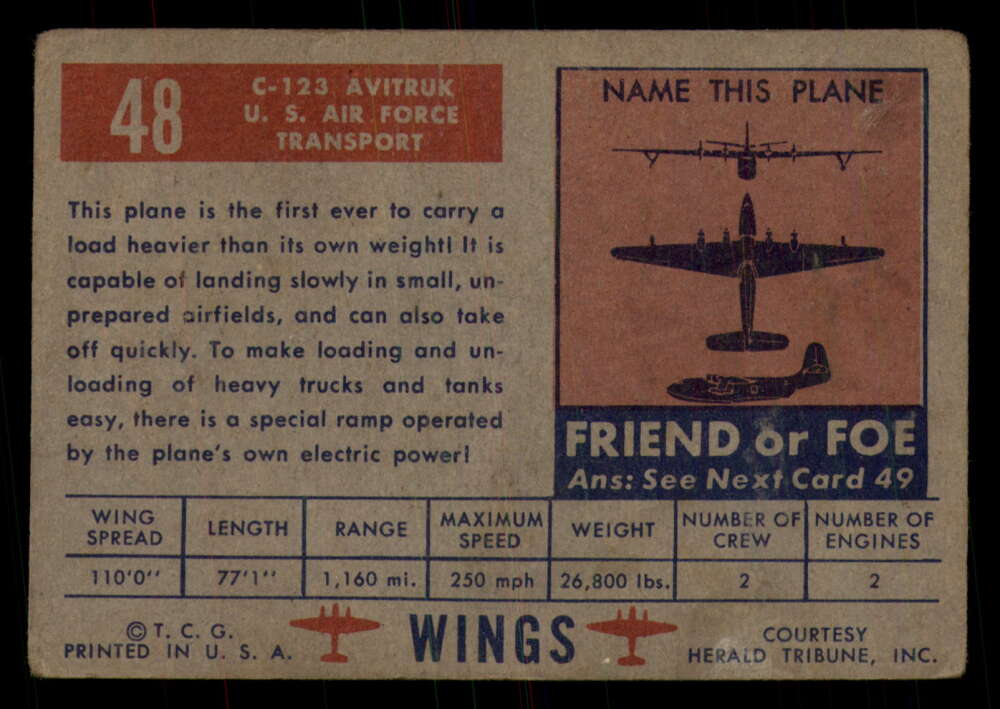 48
C-123 AVITRUK
U. S. AIR FORCE
TRANSPORT
This plane is the first ever to carry a
load heavier than its own weight! It is
capable of landing slowly in small, un-
prepared airfields, and can also take
off quickly. To make loading and un-
loading of heavy trucks and tanks
easy, there is a special ramp operated
by the plane's own electric power!
NAME THIS PLANE
FRIEND or FOE
Ans: See Next Card 49
WING SPREAD LENGTH RANGE MAXIMUM SPEED WEIGHT NUMBER OF CREW NUMBER OF ENGINES
110'0'' 77'1'' 1,160 mi. 250 mph 26,800 lbs. 2 2
© T. C. G.
PRINTED IN U. S. A.
WINGS
COURTESY
HERALD TRIBUNE, INC.